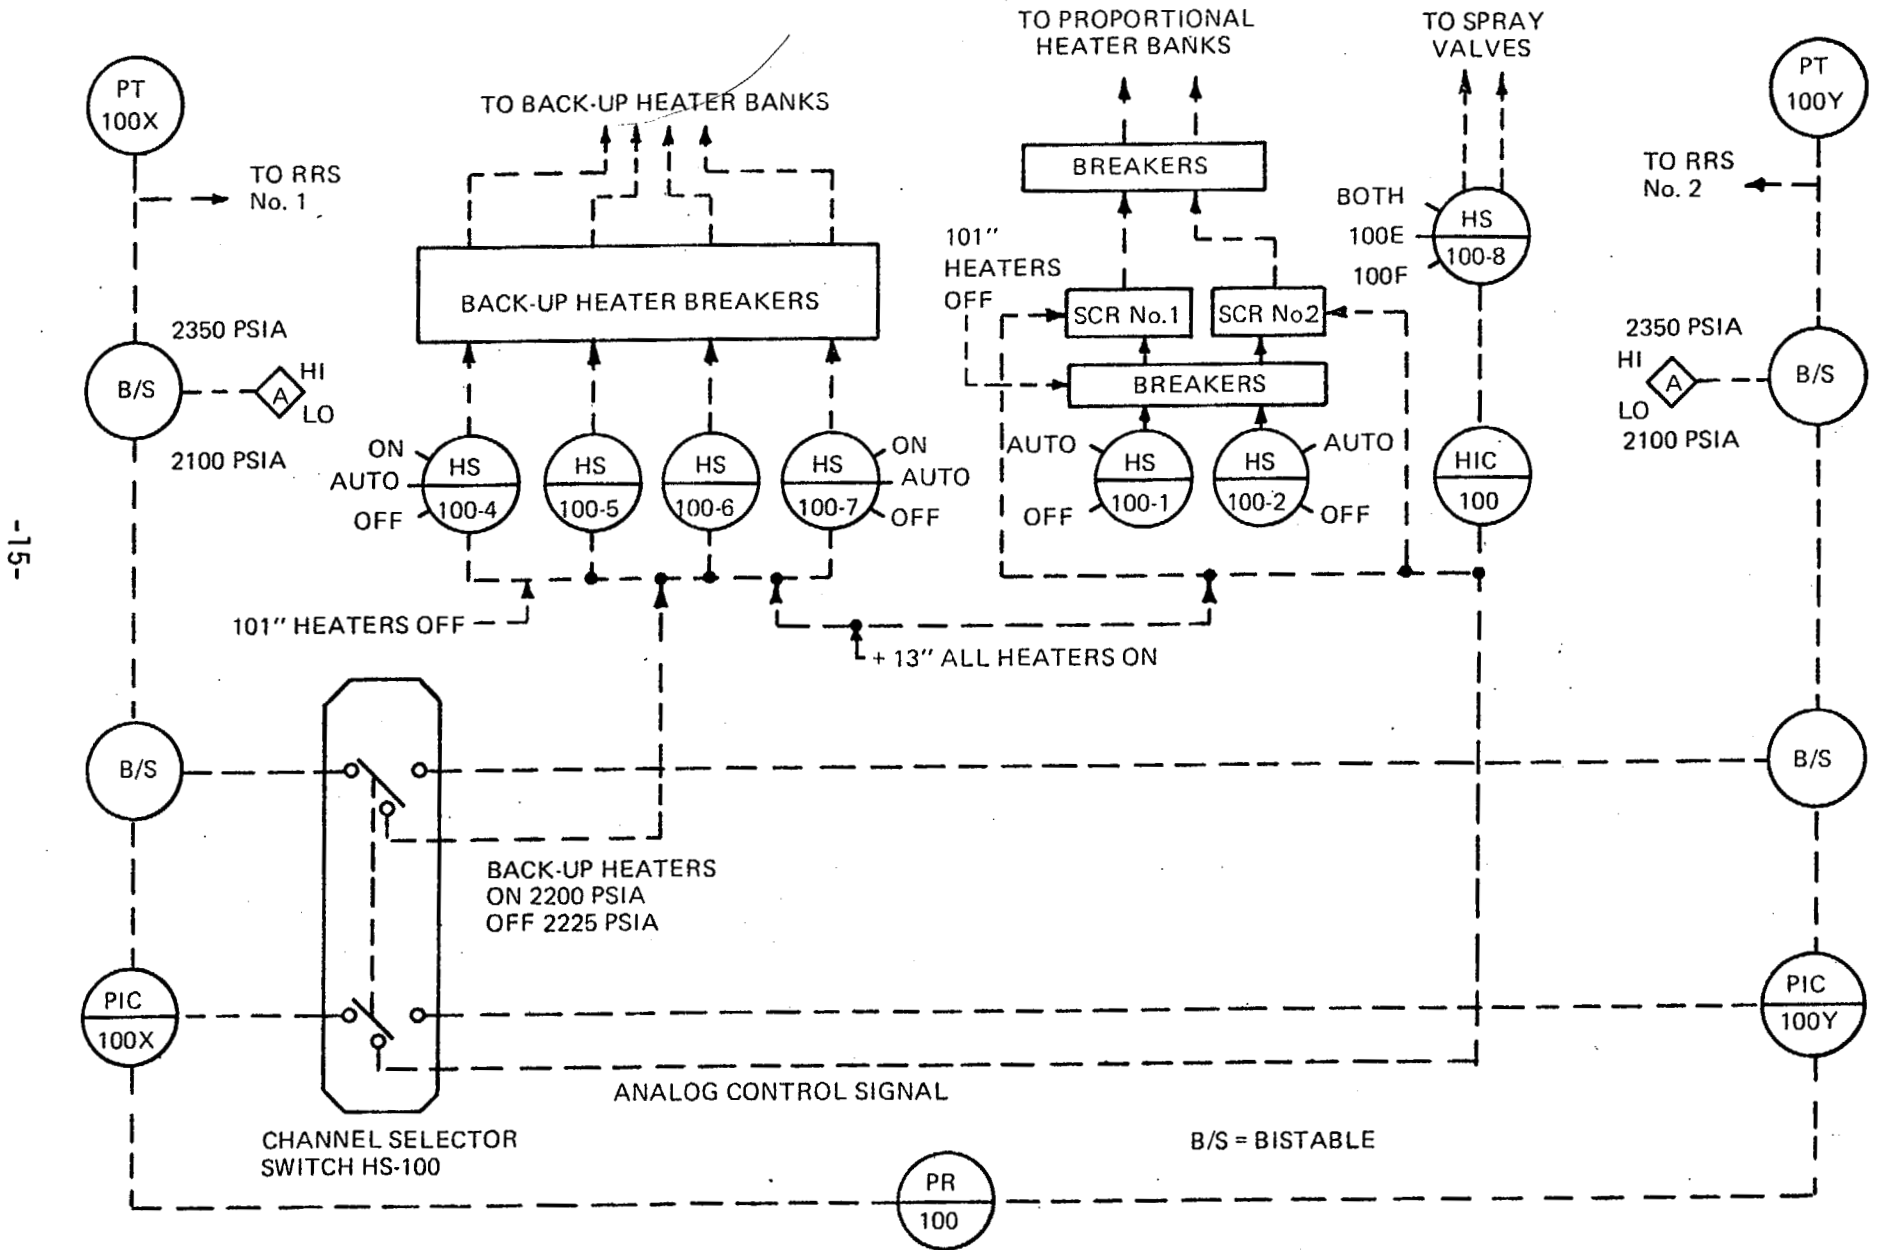 TO PROPORTIONAL
HEATER BANKS
TO SPRAY
VALVES
PT
100X
TO BACK-UP HEATER BANKS
PT
100Y
TO RRS
No. 1
BREAKERS
TO RRS
No. 2
BOTH
100E
100F
HS
100-8
101"
HEATERS
OFF
BACK-UP HEATER BREAKERS
SCR No.1
SCR No2
2350 PSIA
B/S
A
HI
LO
2100 PSIA
BREAKERS
2350 PSIA
HI
A
LO
2100 PSIA
B/S
ON
AUTO
OFF
HS
100-4
HS
100-5
HS
100-6
HS
100-7
ON
AUTO
OFF
AUTO
OFF
HS
100-1
HS
100-2
AUTO
OFF
HIC
100
-15-
101" HEATERS OFF
+ 13" ALL HEATERS ON
B/S
B/S
BACK-UP HEATERS
ON 2200 PSIA
OFF 2225 PSIA
PIC
100X
PIC
100Y
ANALOG CONTROL SIGNAL
CHANNEL SELECTOR
SWITCH HS-100
B/S = BISTABLE
PR
100